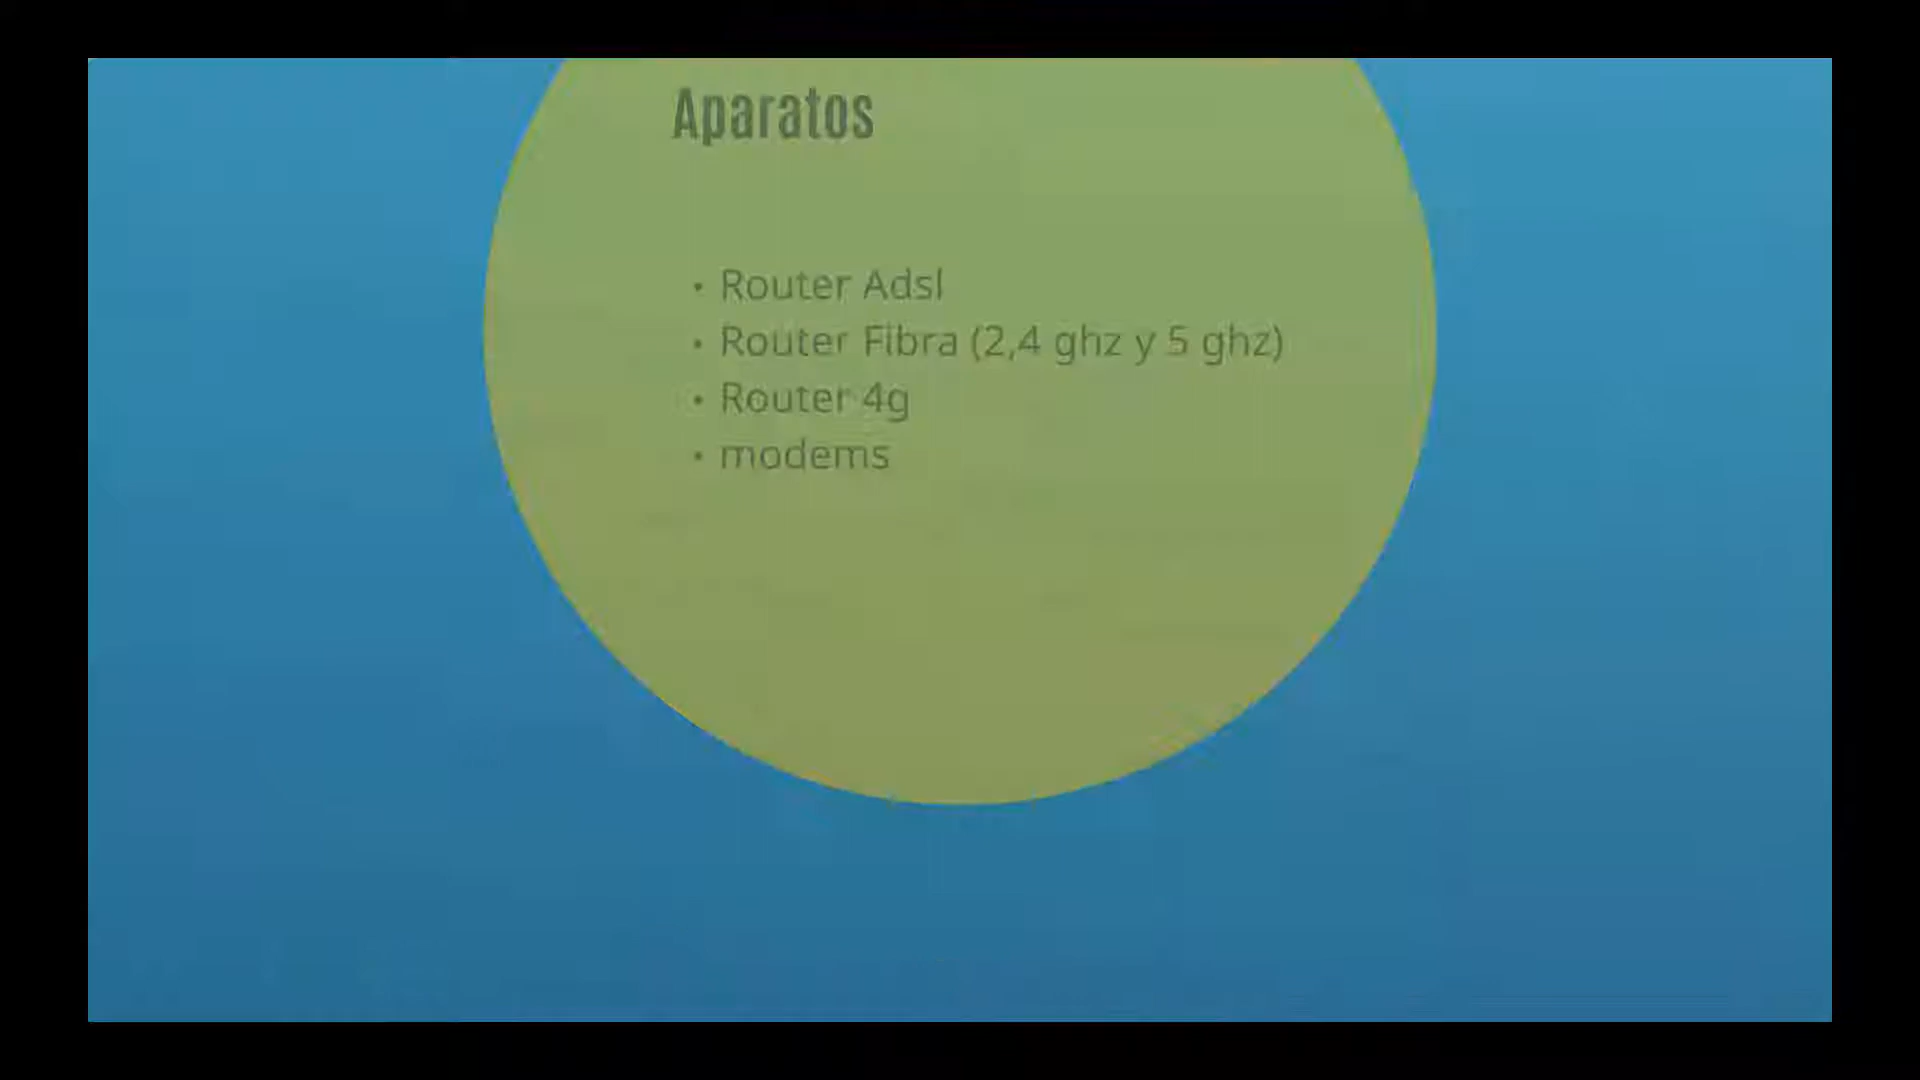 Aparatos
• Router Adsl
• Router Fibra (2,4 ghz y 5 ghz)
• Router 4g
• modems